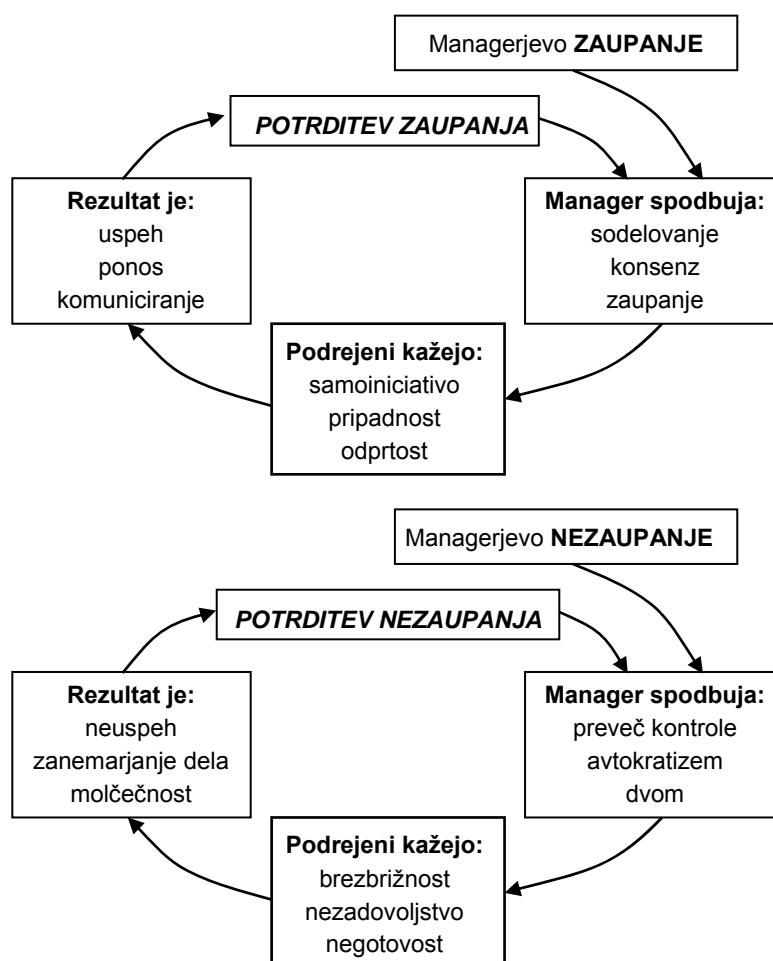 Managerjevo ZAUPANJE
POTRDITEV ZAUPANJA
Rezultat je:
uspeh
ponos
komuniciranje
Manager spodbuja:
sodelovanje
konsenz
zaupanje
Podrejeni kažejo:
samoiniciativo
pripadnost
odprtost
Managerjevo NEZAUPANJE
POTRDITEV NEZAUPANJA
Rezultat je:
neuspeh
zanemarjanje dela
molčečnost
Manager spodbuja:
preveč kontrole
avtokratizem
dvom
Podrejeni kažejo:
brezbrižnost
nezadovoljstvo
negotovost